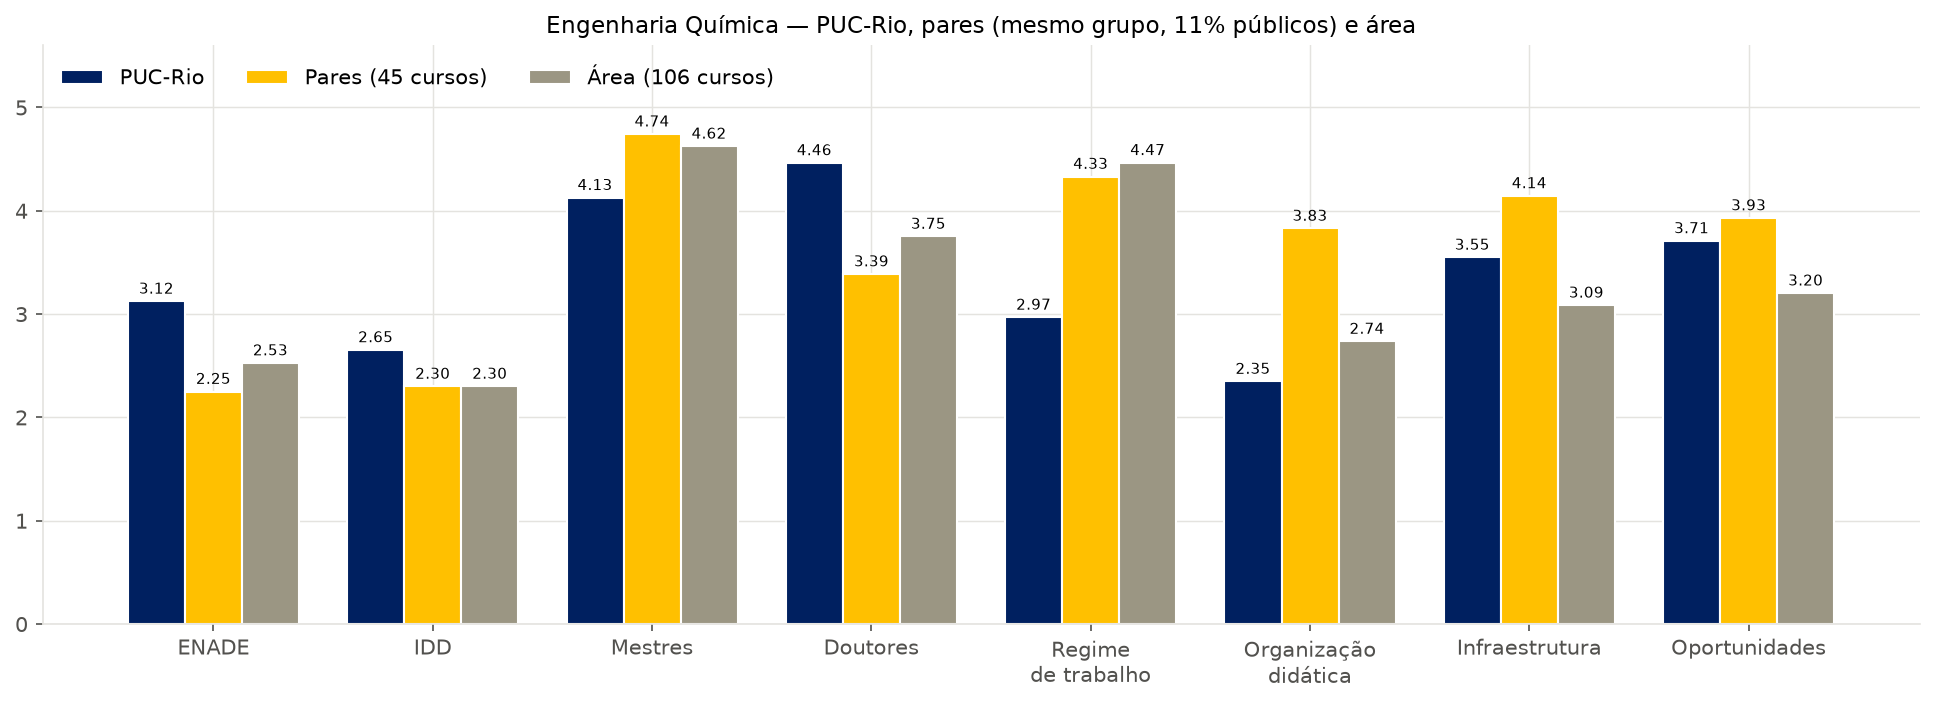 Engenharia Química — PUC-Rio, pares (mesmo grupo, 11% públicos) e área
PUC-Rio
Pares (45 cursos)
Área (106 cursos)
5
4
3
2
1
0
3.12
2.25
2.53
2.65
2.30
2.30
4.13
4.74
4.62
4.46
3.39
3.75
2.97
4.33
4.47
2.35
3.83
2.74
3.55
4.14
3.09
3.71
3.93
3.20
ENADE
IDD
Mestres
Doutores
Regime
de trabalho
Organização
didática
Infraestrutura
Oportunidades